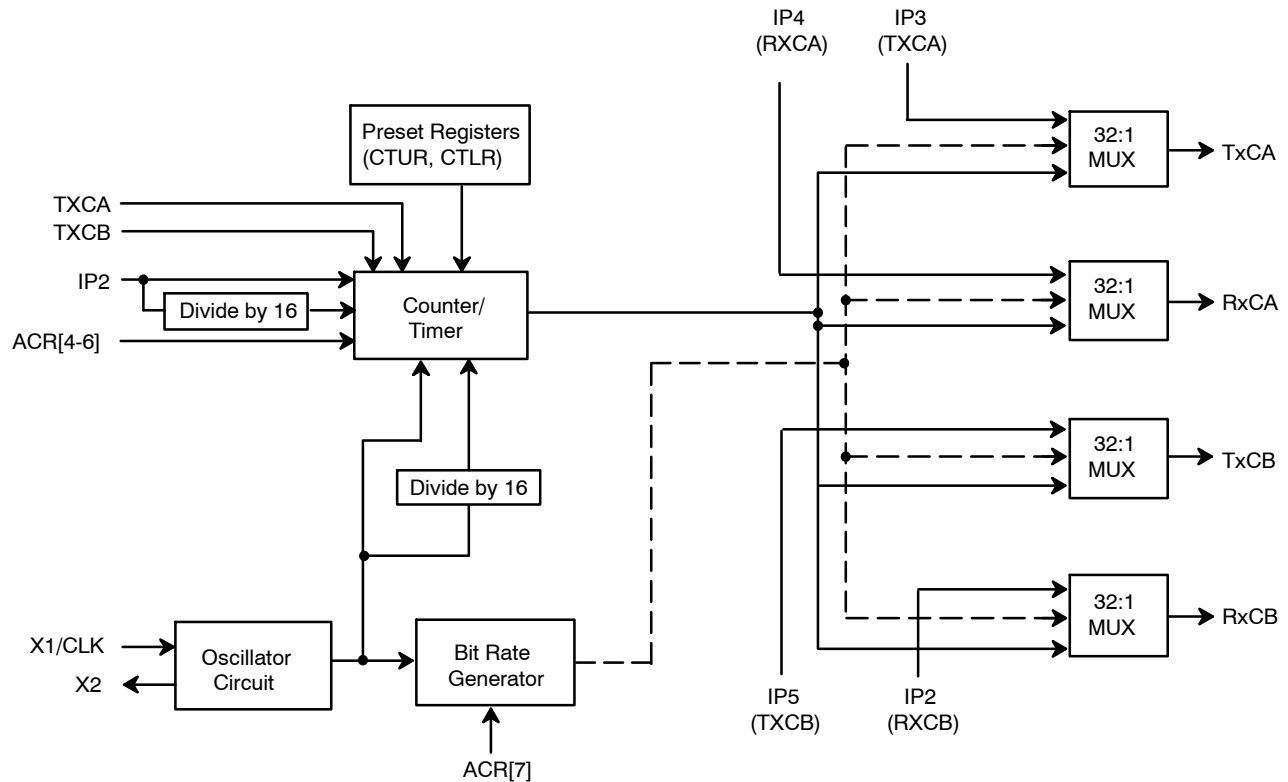 IP4
(RXCA)
IP3
(TXCA)
Preset Registers
(CTUR, CTLR)
32:1
MUX
TxCA
TXCA
TXCB
IP2
Divide by 16
ACR[4-6]
Counter/
Timer
32:1
MUX
RxCA
Divide by 16
32:1
MUX
TxCB
X1/CLK
X2
Oscillator
Circuit
Bit Rate
Generator
ACR[7]
32:1
MUX
RxCB
IP5
(TXCB)
IP2
(RXCB)